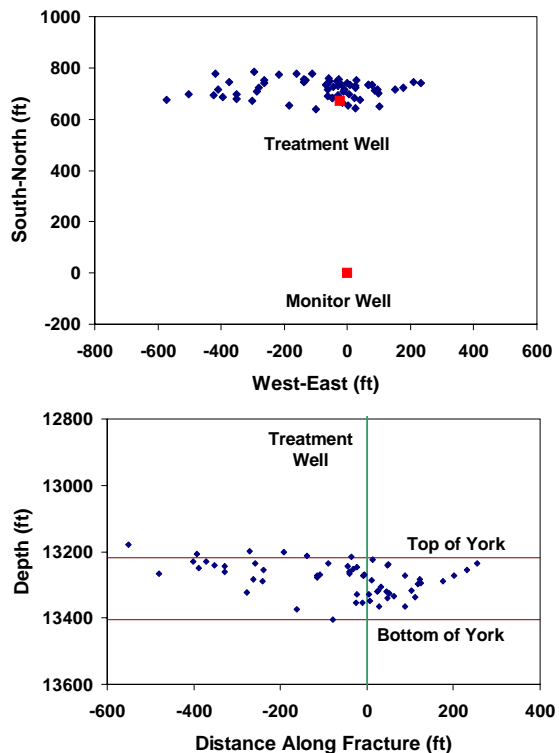 1000
800
600
400
200
0
-200
South-North (ft)
Treatment Well
Monitor Well
-800 -600 -400 -200 0 200 400 600
West-East (ft)
12800
13000
13200
13400
13600
Depth (ft)
Treatment
Well
Top of York
Bottom of York
-600 -400 -200 0 200 400
Distance Along Fracture (ft)